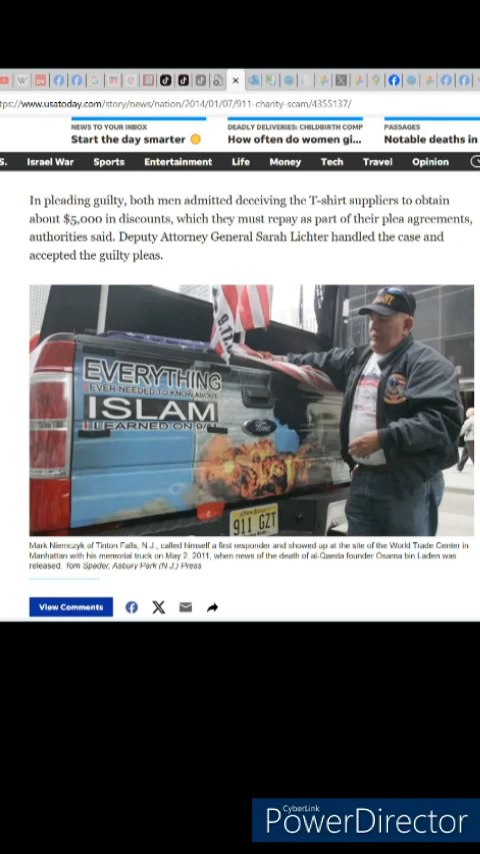 ps://www.usatoday.com/story/news/nation/2014/01/07/911-charity-scam/4355137/
NEWS TO YOUR INBOX
Start the day smarter
DEADLY DELIVERIES: CHILDBIRTH COMP
How often do women gi...
PASSAGES
Notable deaths in
S. Israel War Sports Entertainment Life Money Tech Travel Opinion
In pleading guilty, both men admitted deceiving the T-shirt suppliers to obtain
about $5,000 in discounts, which they must repay as part of their plea agreements,
authorities said. Deputy Attorney General Sarah Lichter handled the case and
accepted the guilty pleas.
9.11.
EVERYTHING
I EVER NEEDED TO KNOW ABOUT
ISLAM
I LEARNED ON 9/11
Ford
911 GZT
Mark Niemczyk of Tinton Falls, N.J., called himself a first responder and showed up at the site of the World Trade Center in
Manhattan with his memorial truck on May 2, 2011, when news of the death of al-Qaeda founder Osama bin Laden was
released. Tom Spader, Asbury Park (N.J.) Press
View Comments
CyberLink
PowerDirector